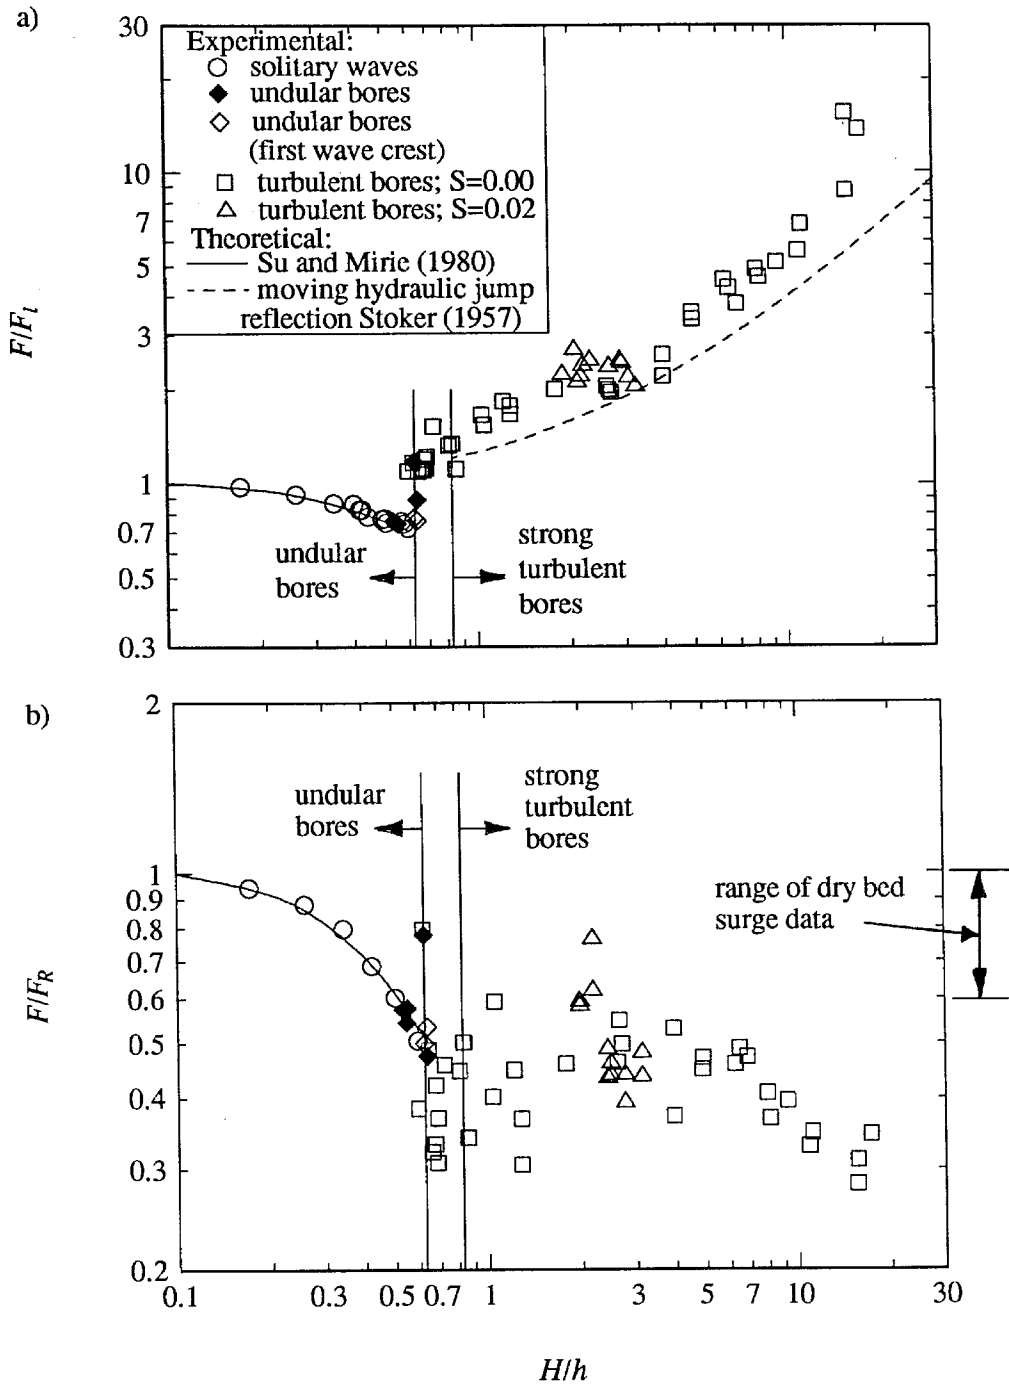 a)
30
10
7
5
3
1
0.7
0.5
0.3
F/Fl
Experimental:
solitary waves
undular bores
undular bores
(first wave crest)
turbulent bores; S=0.00
turbulent bores; S=0.02
Theoretical:
Su and Mirie (1980)
moving hydraulic jump
reflection Stoker (1957)
undular
bores
strong
turbulent
bores
b)
2
1
0.9
0.8
0.7
0.6
0.5
0.4
0.3
0.2
F/FR
undular
bores
strong
turbulent
bores
range of dry bed
surge data
0.1 0.3 0.5 0.7 1 3 5 7 10 30
H/h